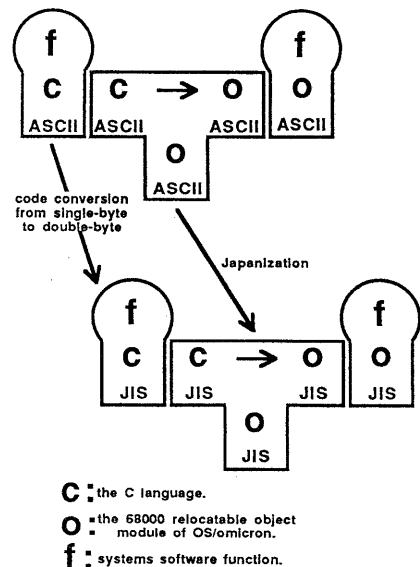 f f
C C → O O
ASCII ASCII ASCII ASCII
O
ASCII
code conversion
from single-byte
to double-byte
Japanization
f f
C C → O O
JIS JIS JIS JIS
O
JIS
C : the C language.
O : the 68000 relocatable object
module of OS/omicron.
f : systems software function.